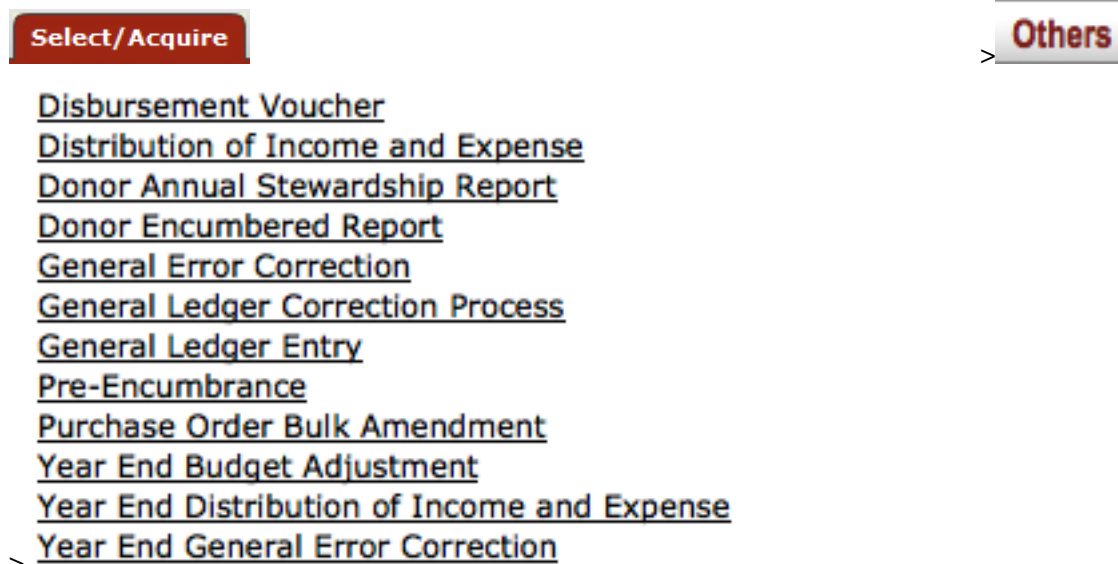 Select/Acquire
> Others
Disbursement Voucher
Distribution of Income and Expense
Donor Annual Stewardship Report
Donor Encumbered Report
General Error Correction
General Ledger Correction Process
General Ledger Entry
Pre-Encumbrance
Purchase Order Bulk Amendment
Year End Budget Adjustment
Year End Distribution of Income and Expense
> Year End General Error Correction